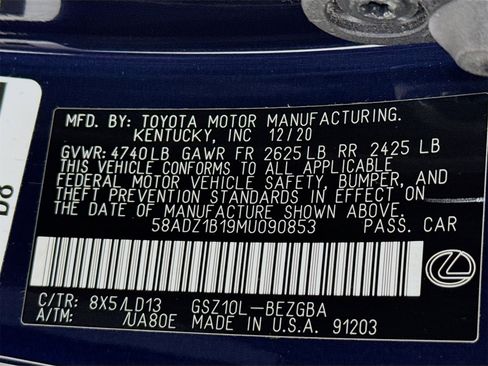 MFD. BY: TOYOTA MOTOR MANUFACTURING.
KENTUCKY, INC 12/20
GVWR: 4740LB GAWR FR 2625LB RR 2425 LB
THIS VEHICLE CONFORMS TO ALL APPLICABLE
FEDERAL MOTOR VEHICLE SAFETY, BUMPER, AND
THEFT PREVENTION STANDARDS IN EFFECT ON THE
DATE OF MANUFACTURE SHOWN ABOVE.
58ADZ1B19MU090853 PASS. CAR
C/TR: 8X5/LD13 GSZ10L-BEZGBA
A/TM: /UA80E MADE IN U.S.A. 91203